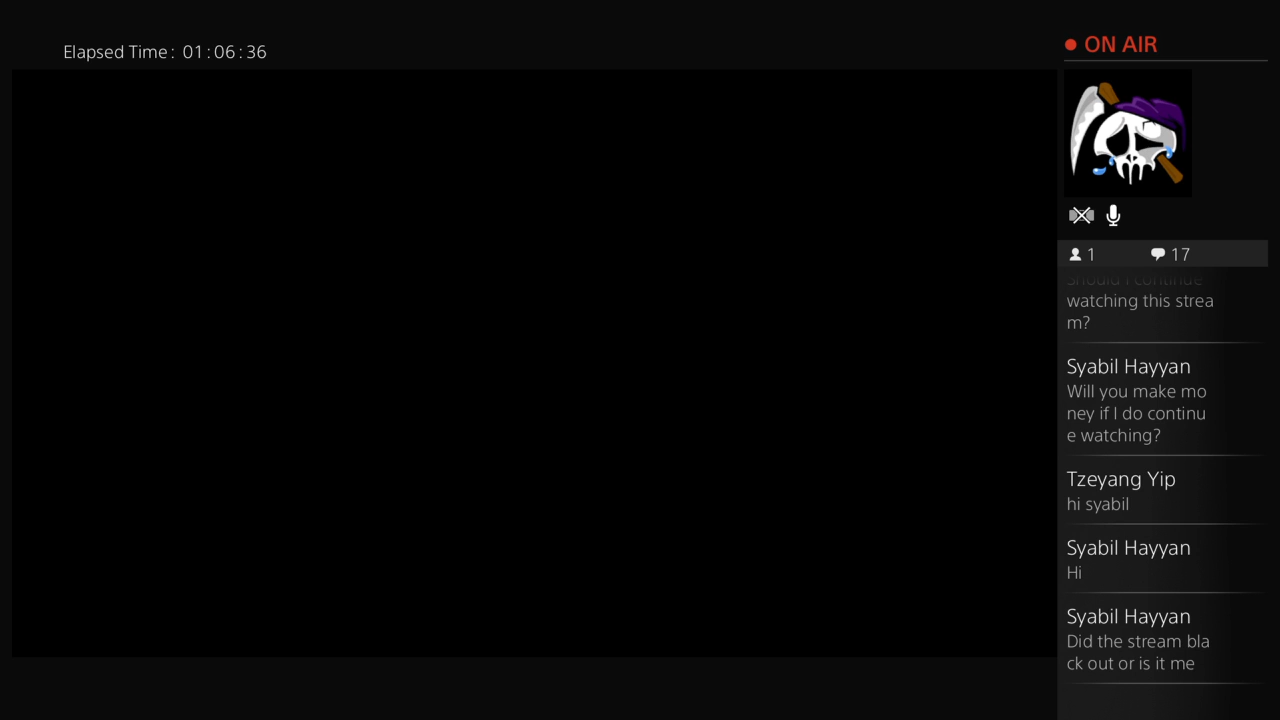 Elapsed Time: 01:06:36
ON AIR
1 17
Should I continue
watching this strea
m?
Syabil Hayyan
Will you make mo
ney if I do continu
e watching?
Tzeyang Yip
hi syabil
Syabil Hayyan
Hi
Syabil Hayyan
Did the stream bla
ck out or is it me